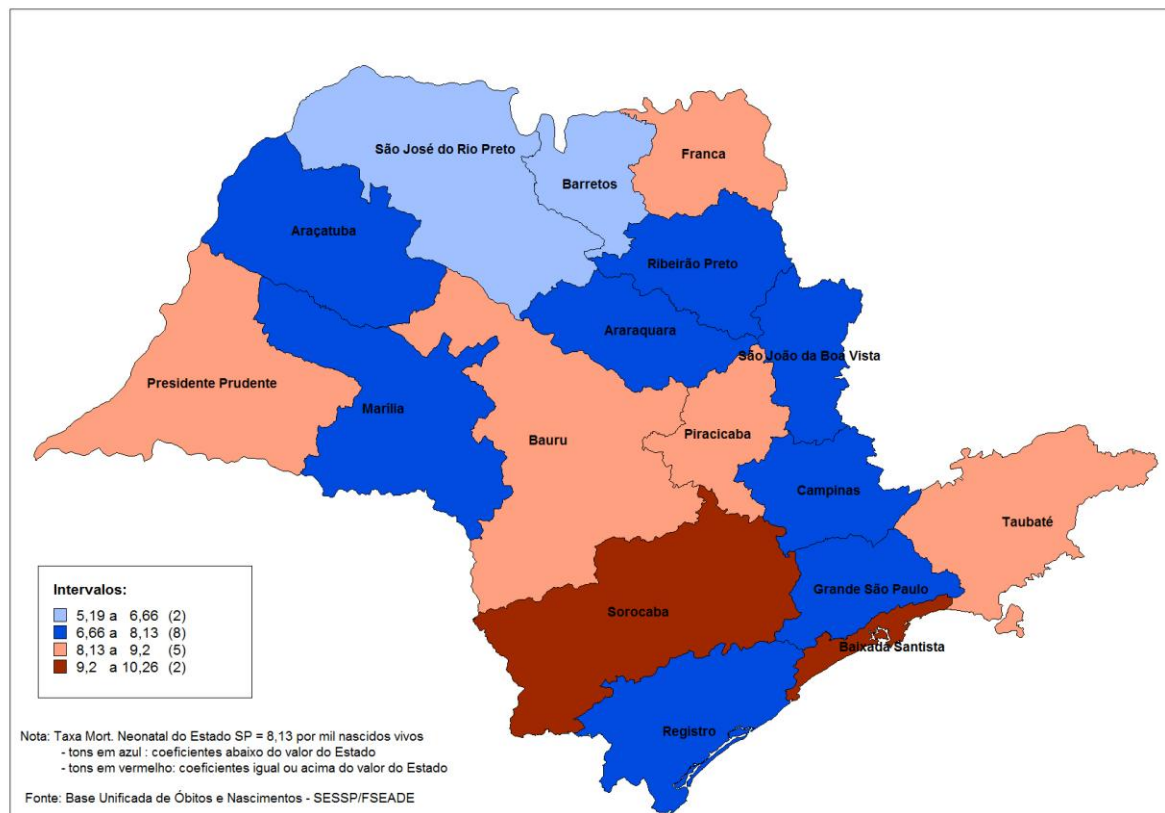 São José do Rio Preto
Franca
Barretos
Araçatuba
Ribeirão Preto
Araraquara
São João da Boa Vista
Presidente Prudente
Marília
Bauru
Piracicaba
Campinas
Taubaté
Grande São Paulo
Sorocaba
Baixada Santista
Registro
Intervalos:
5,19 a 6,66 (2)
6,66 a 8,13 (8)
8,13 a 9,2 (5)
9,2 a 10,26 (2)
Nota: Taxa Mort. Neonatal do Estado SP = 8,13 por mil nascidos vivos
- tons em azul : coeficientes abaixo do valor do Estado
- tons em vermelho: coeficientes igual ou acima do valor do Estado
Fonte: Base Unificada de Óbitos e Nascimentos - SESSP/FSEADE